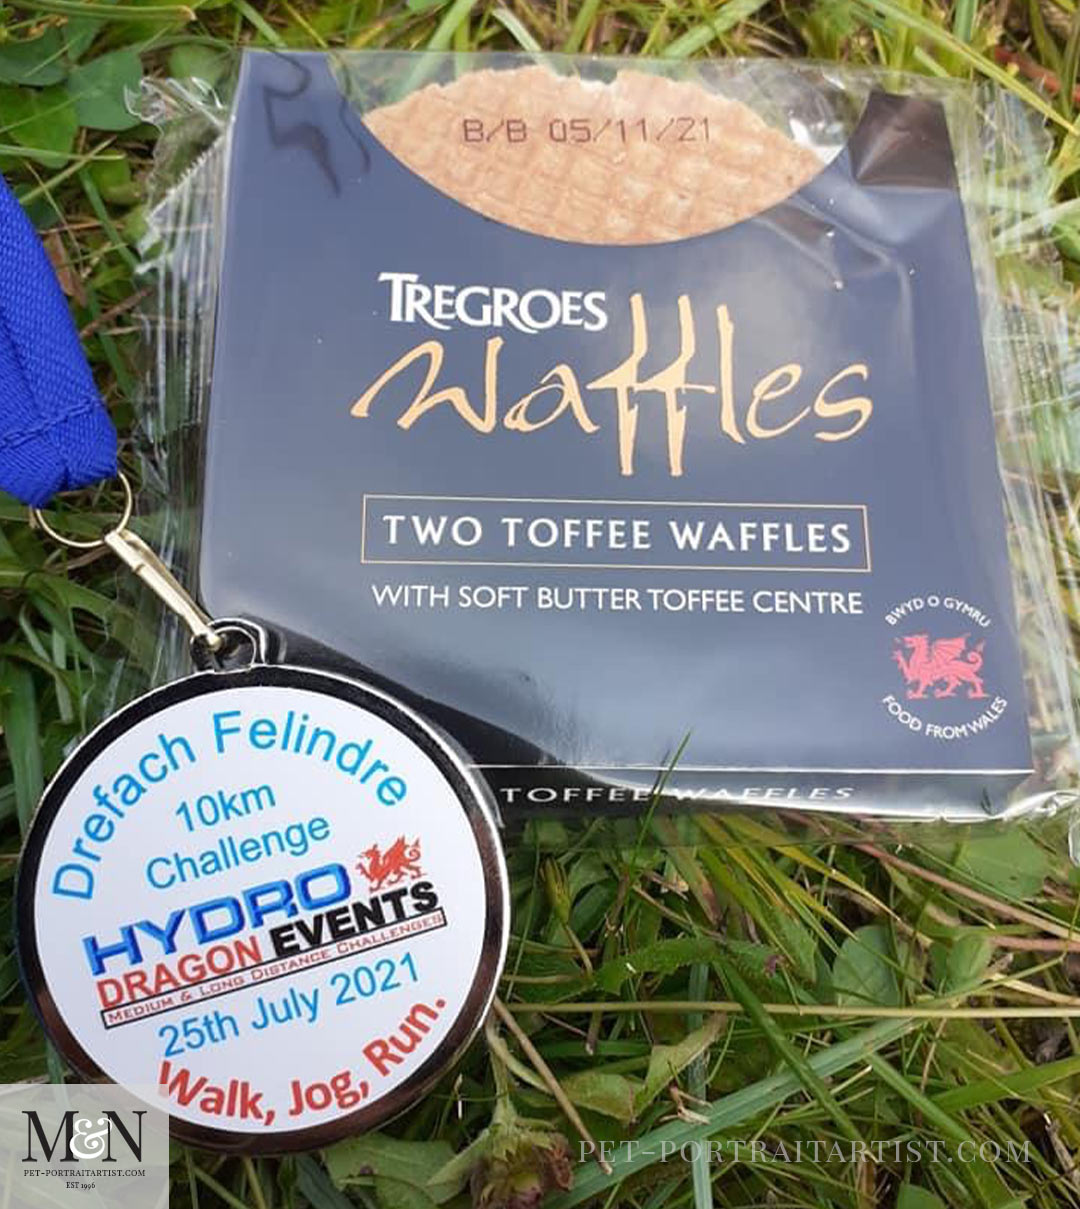 B/B 05/11/21
TREGROES
Waffles
TWO TOFFEE WAFFLES
WITH SOFT BUTTER TOFFEE CENTRE
BWYD O GYMRU
FOOD FROM WALES
TOFFEE WAFFLES
Drefach Felindre
10km
Challenge
HYDRO
DRAGON EVENTS
MEDIUM & LONG DISTANCE CHALLENGES
25th July 2021
Walk, Jog, Run.
M&N
PET-PORTRAITARTIST.COM
EST 1996
PET-PORTRAITARTIST.COM